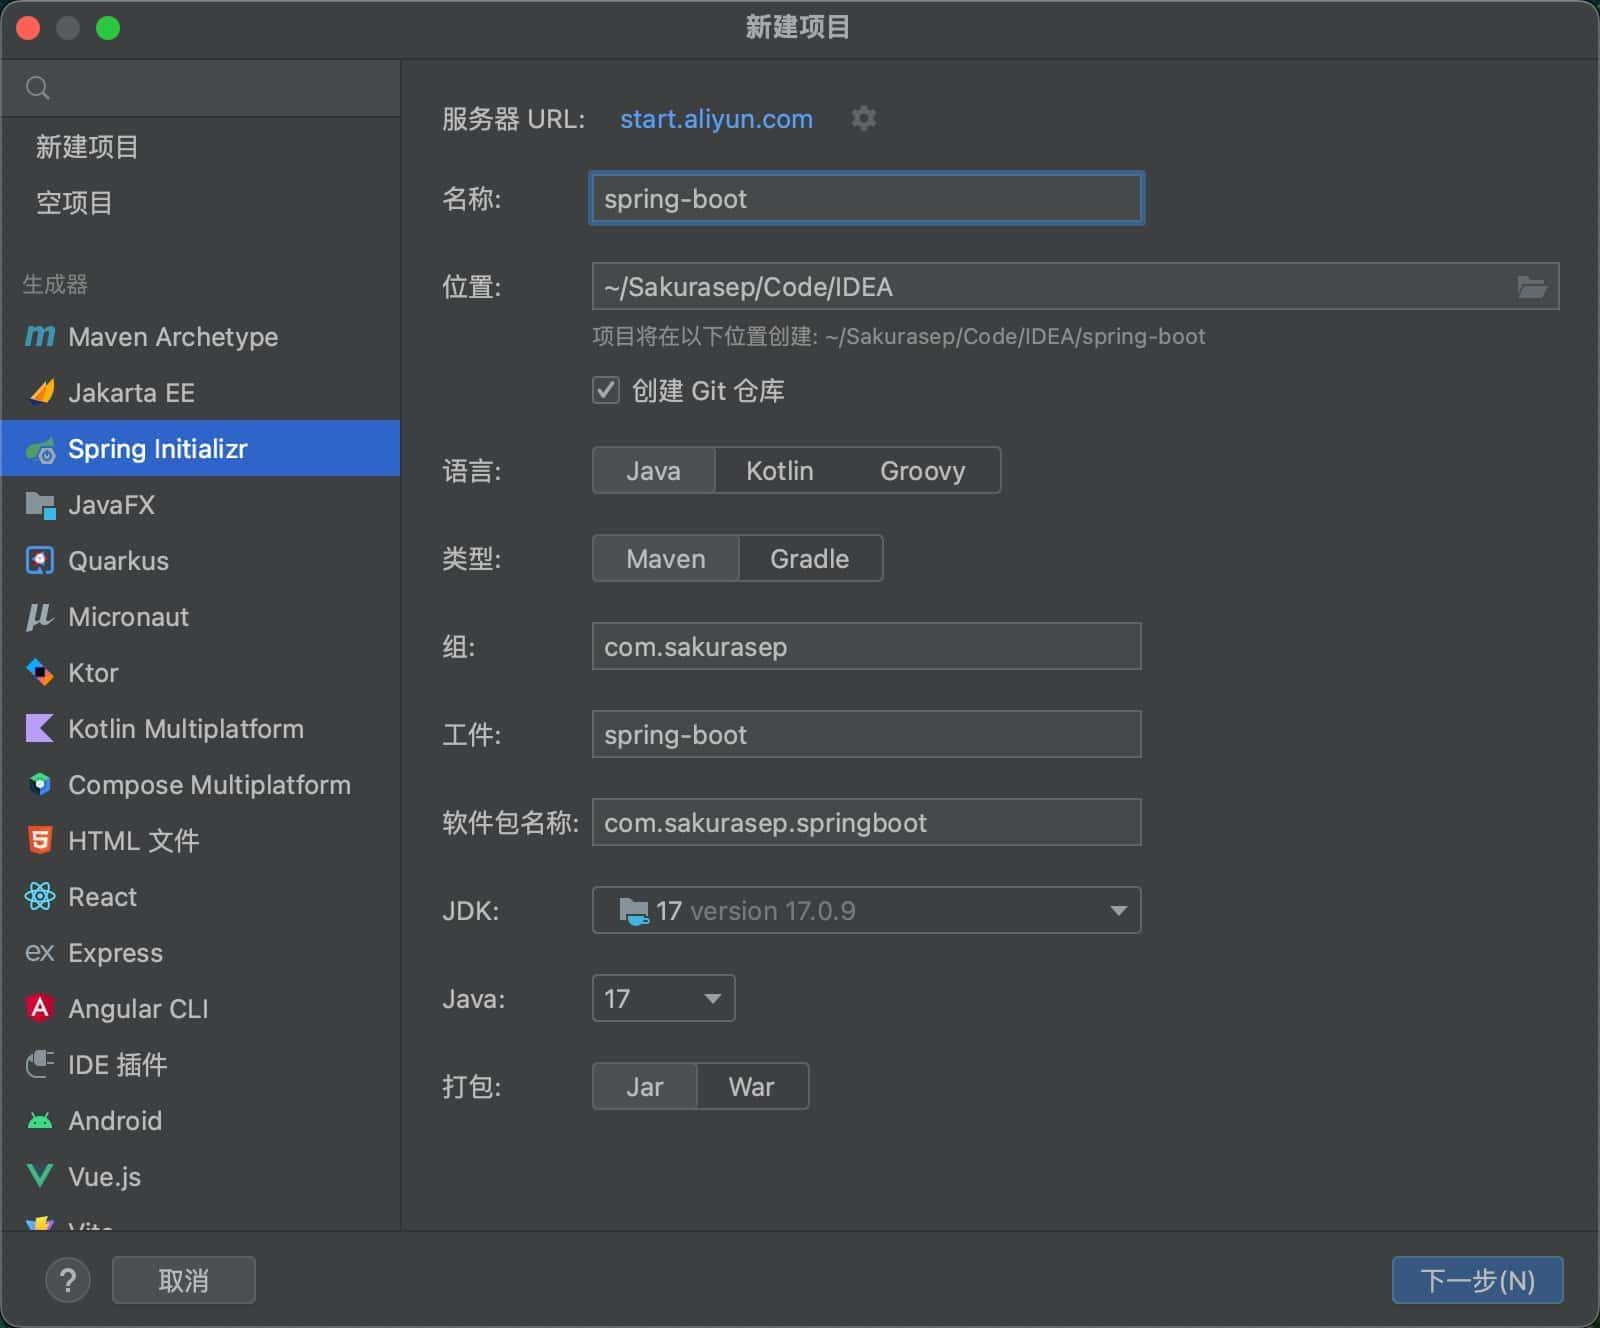 新建项目
新建项目
空项目
生成器
Maven Archetype
Jakarta EE
Spring Initializr
JavaFX
Quarkus
Micronaut
Ktor
Kotlin Multiplatform
Compose Multiplatform
HTML 文件
React
ex Express
Angular CLI
IDE 插件
Android
Vue.js
Vite
服务器 URL: start.aliyun.com
名称: spring-boot
位置: ~/Sakurasep/Code/IDEA
项目将在以下位置创建: ~/Sakurasep/Code/IDEA/spring-boot
创建 Git 仓库
语言: Java Kotlin Groovy
类型: Maven Gradle
组: com.sakurasep
工件: spring-boot
软件包名称: com.sakurasep.springboot
JDK: 17 version 17.0.9
Java: 17
打包: Jar War
? 取消 下一步(N)